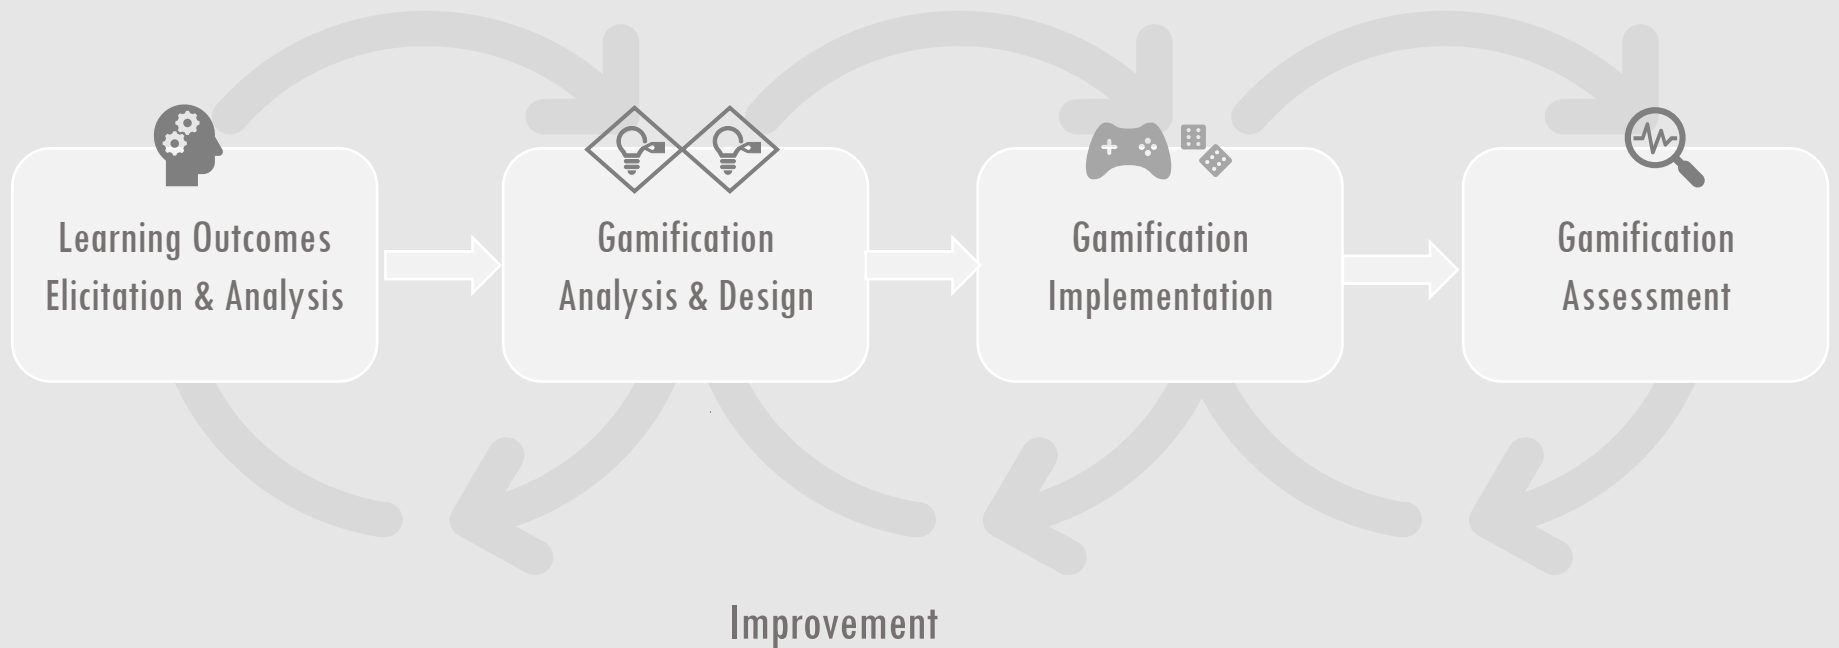 Learning Outcomes
Elicitation & Analysis
Gamification
Analysis & Design
Gamification
Implementation
Gamification
Assessment
Improvement